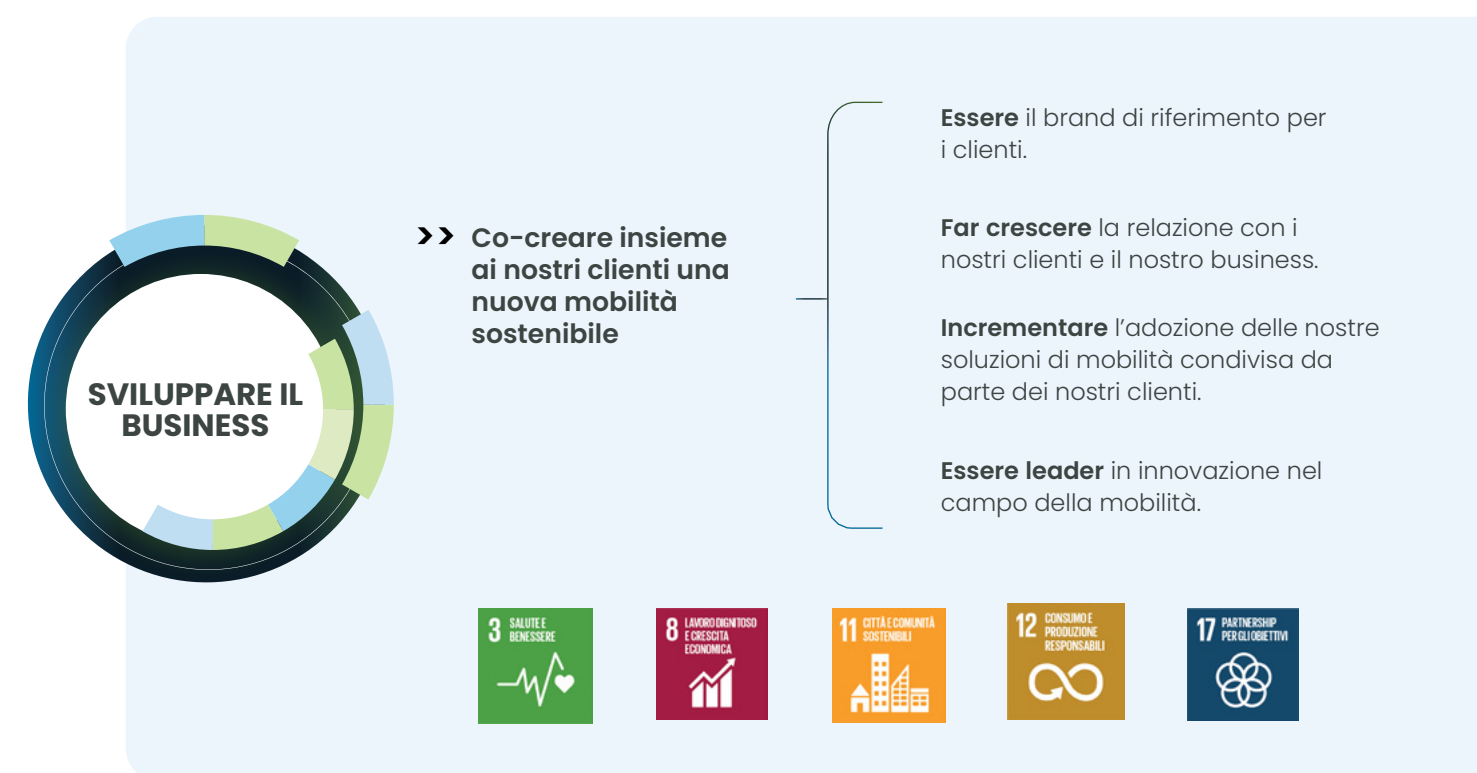 SVILUPPARE IL
BUSINESS
>> Co-creare insieme
ai nostri clienti una
nuova mobilità
sostenibile
Essere il brand di riferimento per
i clienti.
Far crescere la relazione con i
nostri clienti e il nostro business.
Incrementare l’adozione delle nostre
soluzioni di mobilità condivisa da
parte dei nostri clienti.
Essere leader in innovazione nel
campo della mobilità.
3 SALUTE E
BENESSERE
8 LAVORO DIGNITOSO
E CRESCITA
ECONOMICA
11 CITTÀ E COMUNITÀ
SOSTENIBILI
12 CONSUMO E
PRODUZIONE
RESPONSABILI
17 PARTNERSHIP
PER GLI OBIETTIVI